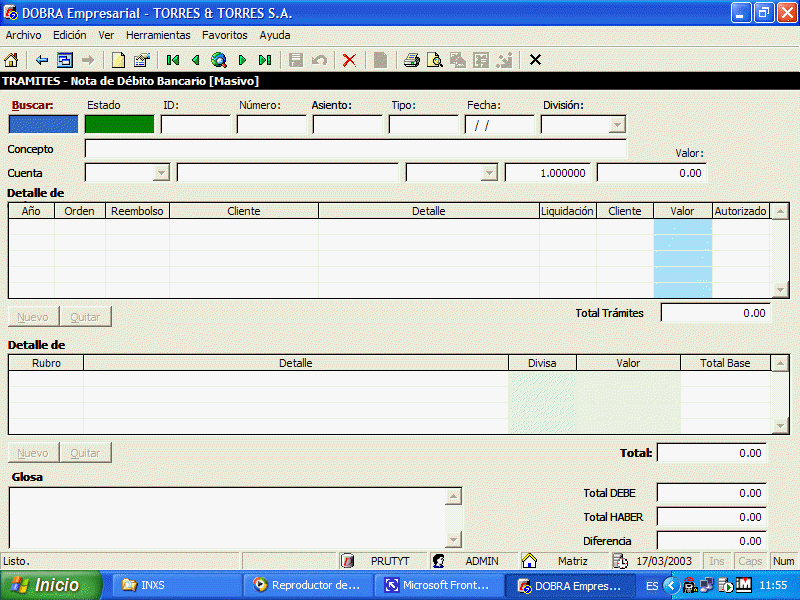 DOBRA Empresarial - TORRES & TORRES S.A.
Archivo Edición Ver Herramientas Favoritos Ayuda
TRAMITES - Nota de Débito Bancario [Masivo]
Buscar: Estado ID: Número: Asiento: Tipo: Fecha: División:
/ /
Concepto
Valor:
Cuenta 1.000000 0.00
Detalle de
Año Orden Reembolso Cliente Detalle Liquidación Cliente Valor Autorizado
Nuevo Quitar Total Trámites 0.00
Detalle de
Rubro Detalle Divisa Valor Total Base
Nuevo Quitar Total: 0.00
Glosa
Total DEBE 0.00
Total HABER 0.00
Diferencia 0.00
Listo. PRUTYT ADMIN Matriz 17/03/2003 Ins Caps Num
Inicio INXS Reproductor de... Microsoft Front... DOBRA Empres... ES 11:55